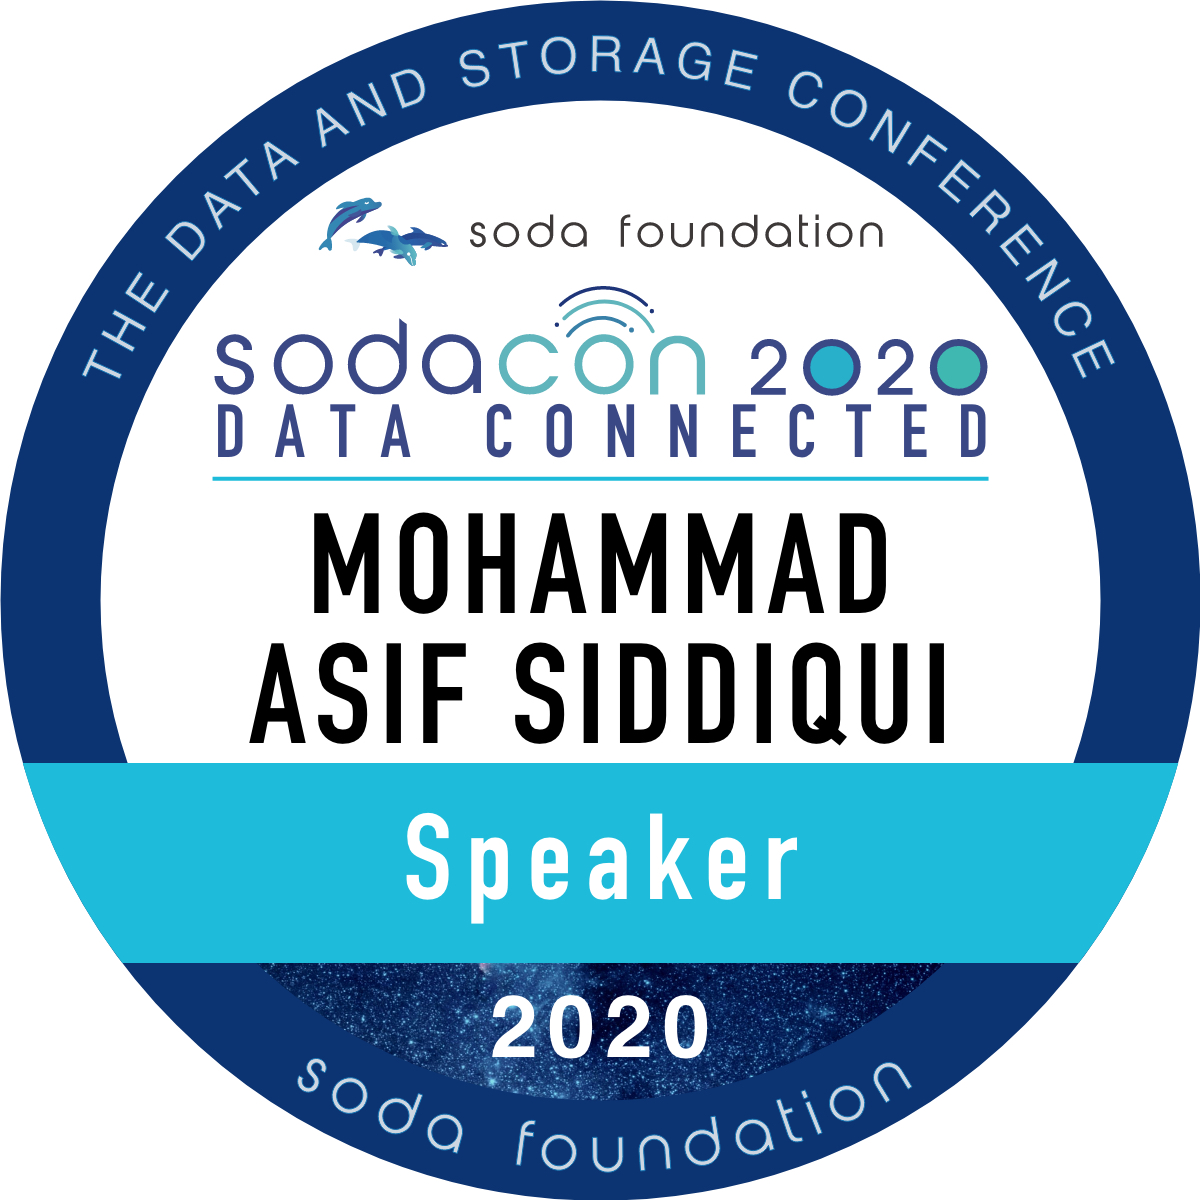 THE DATA AND STORAGE CONFERENCE
soda foundation
sodacon 2020
DATA CONNECTED
MOHAMMAD
ASIF SIDDIQUI
Speaker
2020
soda foundation